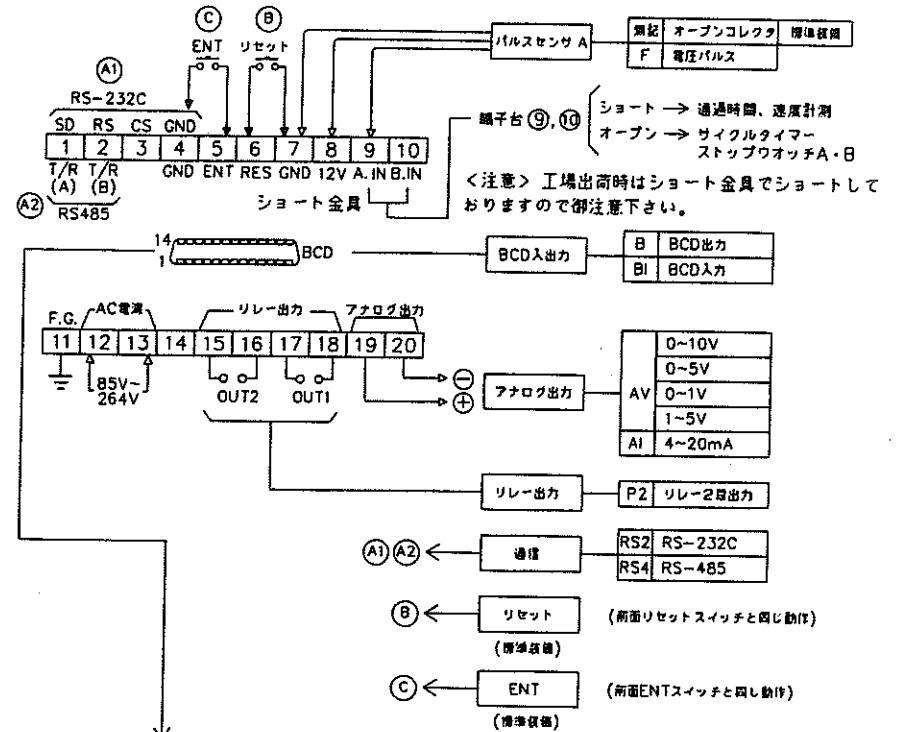 C
B
ENT リセット
パルスセンサ A
無記 オープンコレクタ 標準装備
F 電圧パルス
A1
RS-232C
SD RS CS GND
1 2 3 4 5 6 7 8 9 10
T/R (A) T/R (B) GND ENT RES GND 12V A.IN B.IN
A2 RS485
ショート金具
端子台 ⑨,⑩
ショート → 通過時間、速度計測
オープン → サイクルタイマー
ストップウオッチA・B
<注意> 工場出荷時はショート金具でショートして
おりますので御注意下さい。
14
1
BCD
BCD入出力
B BCD出力
BI BCD入力
F.G. AC電源 リレー出力 アナログ出力
11 12 13 14 15 16 17 18 19 20
85V~
264V
OUT2 OUT1
⊖
⊕
アナログ出力
AV
0~10V
0~5V
0~1V
1~5V
AI 4~20mA
リレー出力 P2 リレー2段出力
A1 A2 通信
RS2 RS-232C
RS4 RS-485
B リセット (前面リセットスイッチと同じ動作)
(標準装備)
C ENT (前面ENTスイッチと同し動作)
(標準装備)